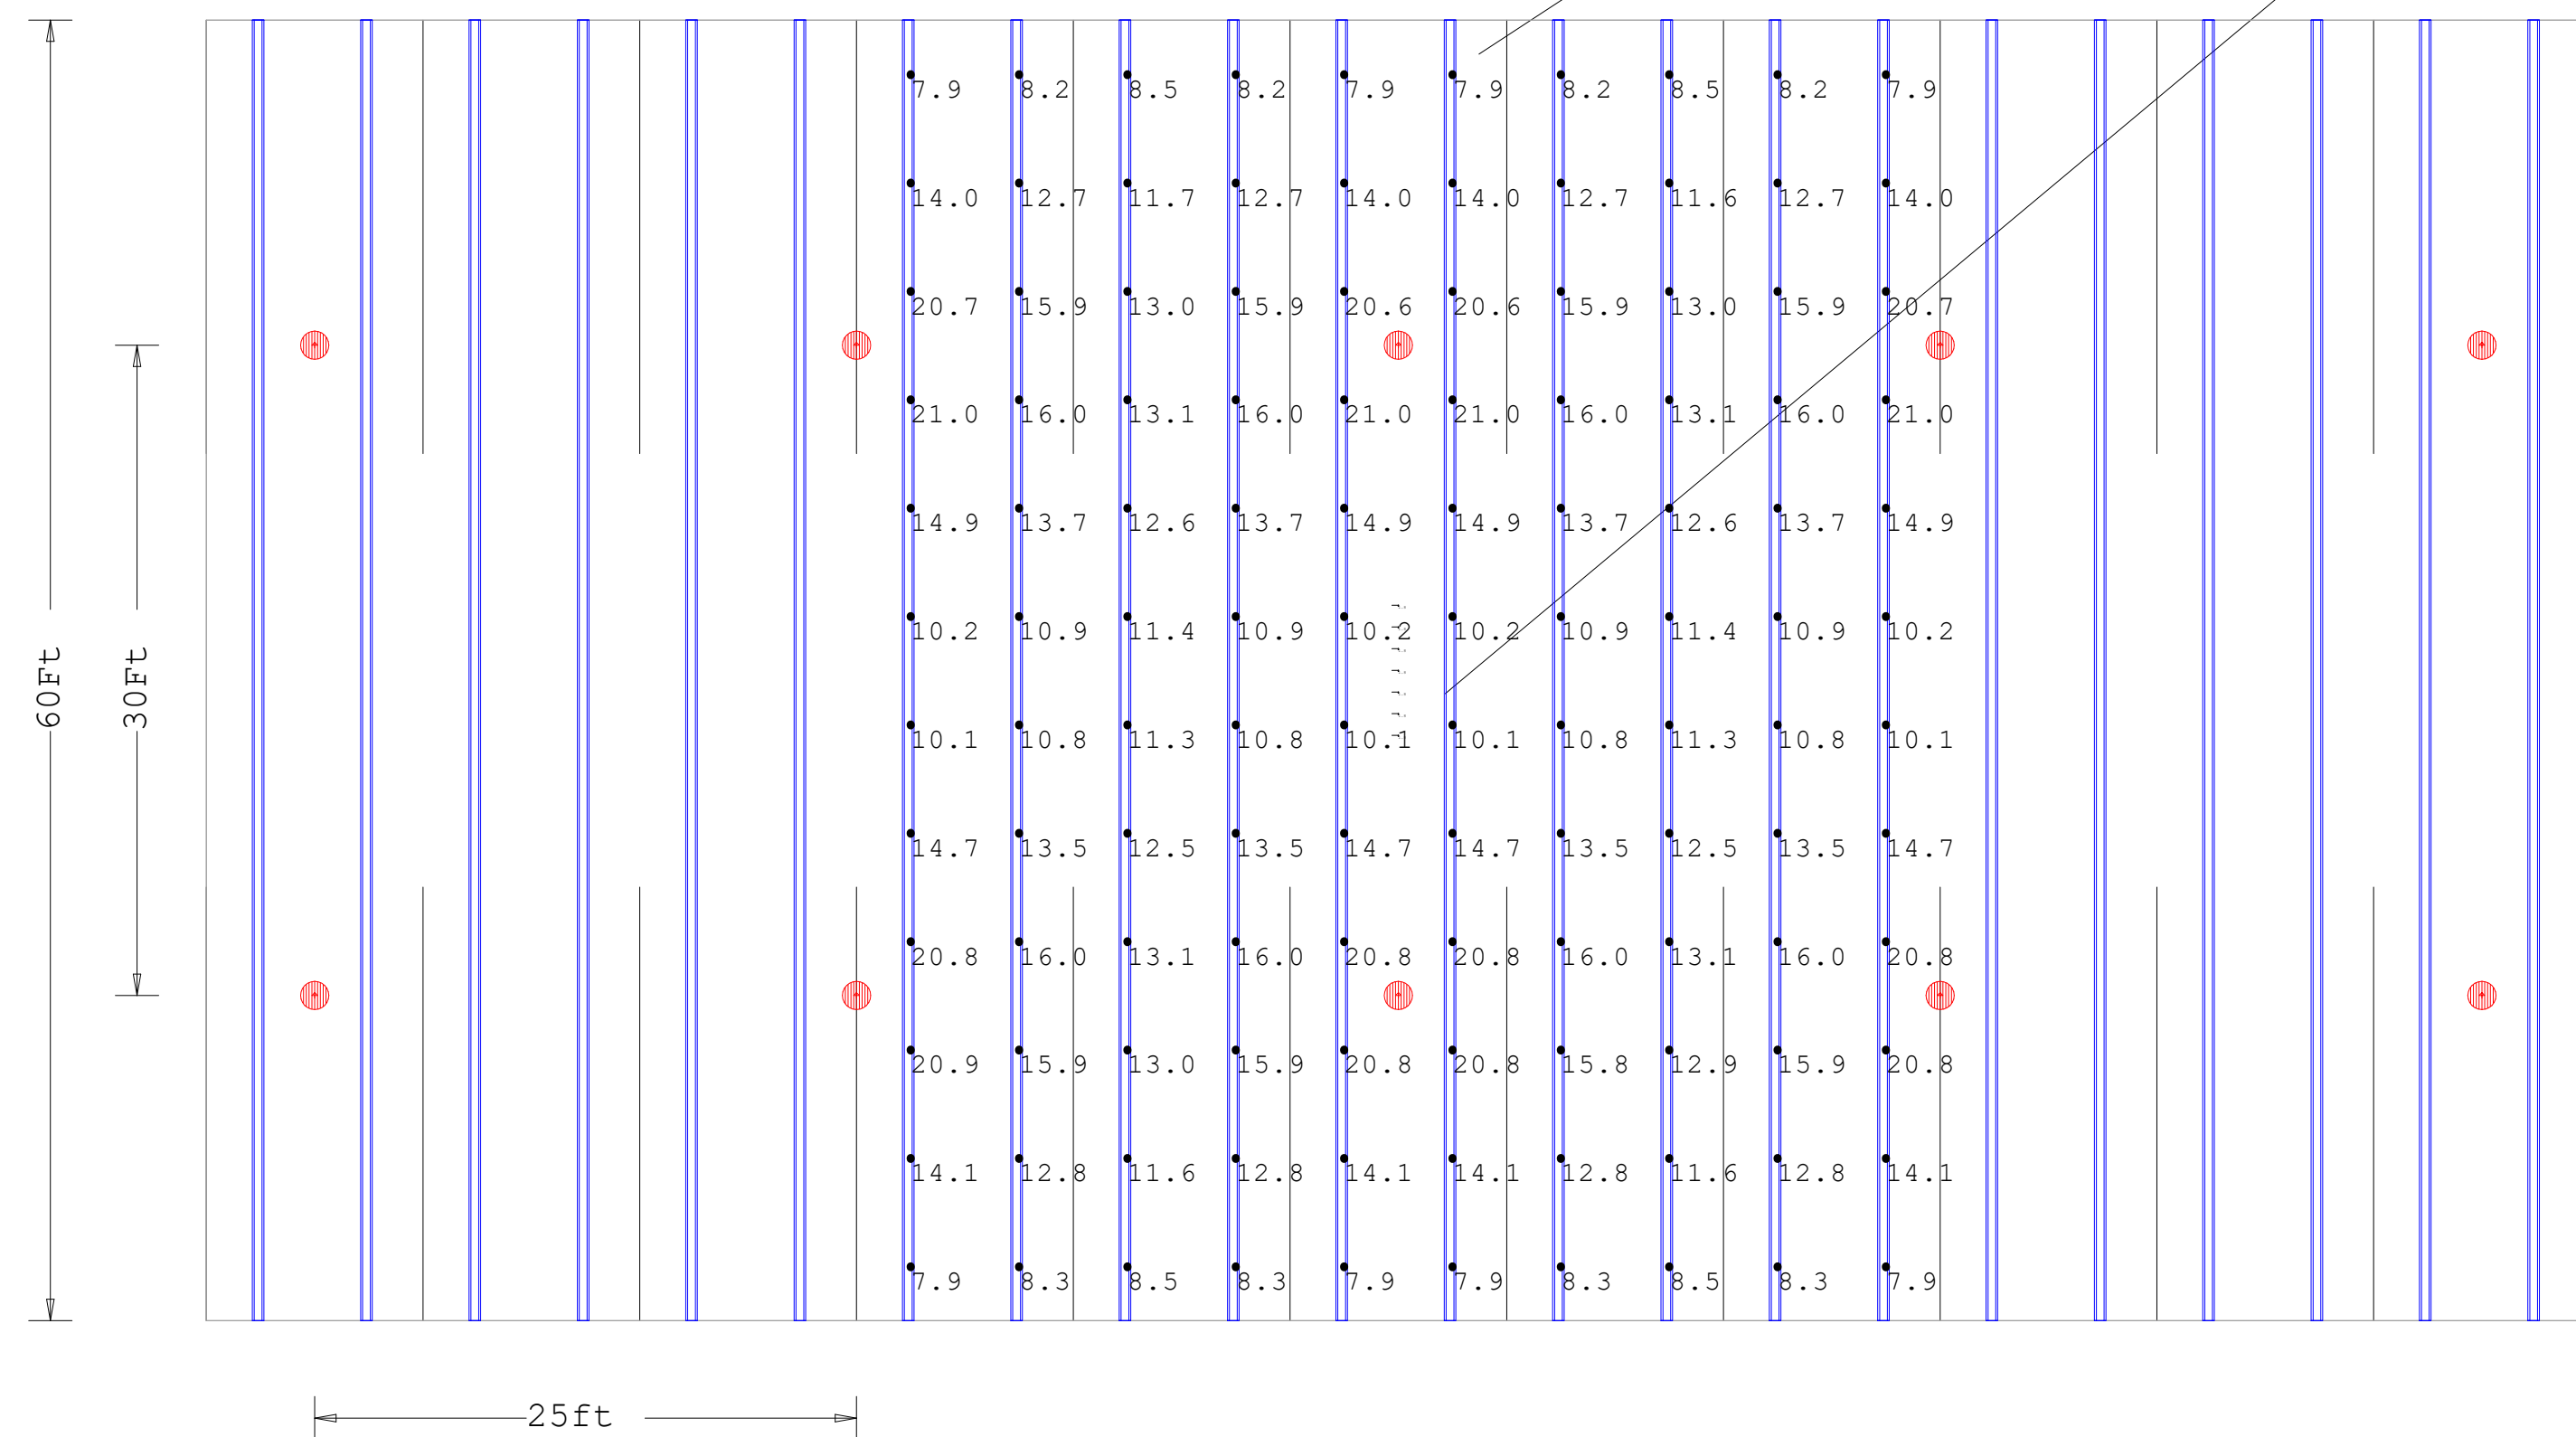 7.9 8.2 8.5 8.2 7.9 7.9 8.2 8.5 8.2 7.9
14.0 12.7 11.7 12.7 14.0 14.0 12.7 11.6 12.7 14.0
20.7 15.9 13.0 15.9 20.6 20.6 15.9 13.0 15.9 20.7
21.0 16.0 13.1 16.0 21.0 21.0 16.0 13.1 16.0 21.0
14.9 13.7 12.6 13.7 14.9 14.9 13.7 12.6 13.7 14.9
10.2 10.9 11.4 10.9 10.2 10.2 10.9 11.4 10.9 10.2
60Ft
30Ft
10.1 10.8 11.3 10.8 10.1 10.1 10.8 11.3 10.8 10.1
14.7 13.5 12.5 13.5 14.7 14.7 13.5 12.5 13.5 14.7
20.8 16.0 13.1 16.0 20.8 20.8 16.0 13.1 16.0 20.8
20.9 15.9 13.0 15.9 20.8 20.8 15.8 12.9 15.9 20.8
14.1 12.8 11.6 12.8 14.1 14.1 12.8 11.6 12.8 14.1
7.9 8.3 8.5 8.3 7.9 7.9 8.3 8.5 8.3 7.9
25ft